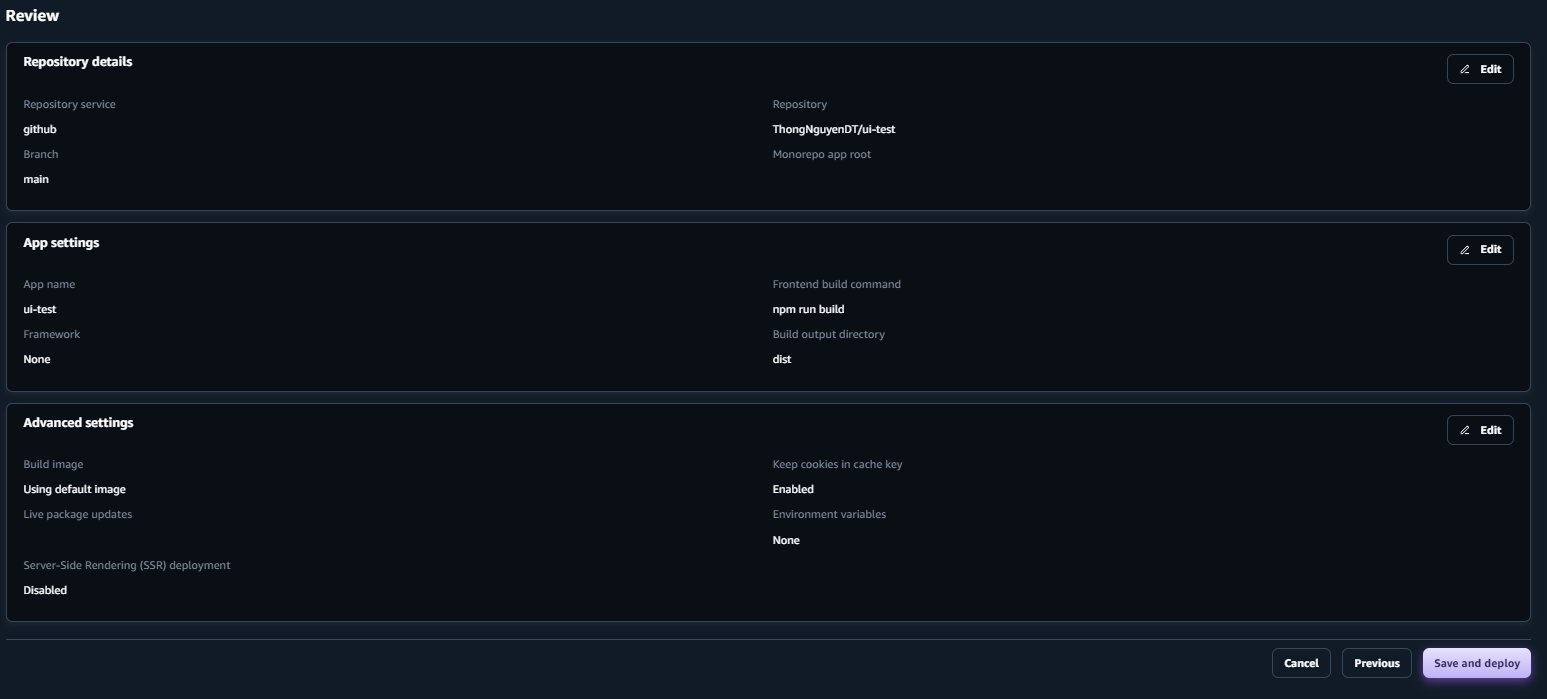 Review
Repository details
Edit
Repository service
Repository
github
ThongNguyenDT/ui-test
Branch
Monorepo app root
main
App settings
Edit
App name
Frontend build command
ui-test
npm run build
Framework
Build output directory
None
dist
Advanced settings
Edit
Build image
Keep cookies in cache key
Using default image
Enabled
Live package updates
Environment variables
None
Server-Side Rendering (SSR) deployment
Disabled
Cancel
Previous
Save and deploy